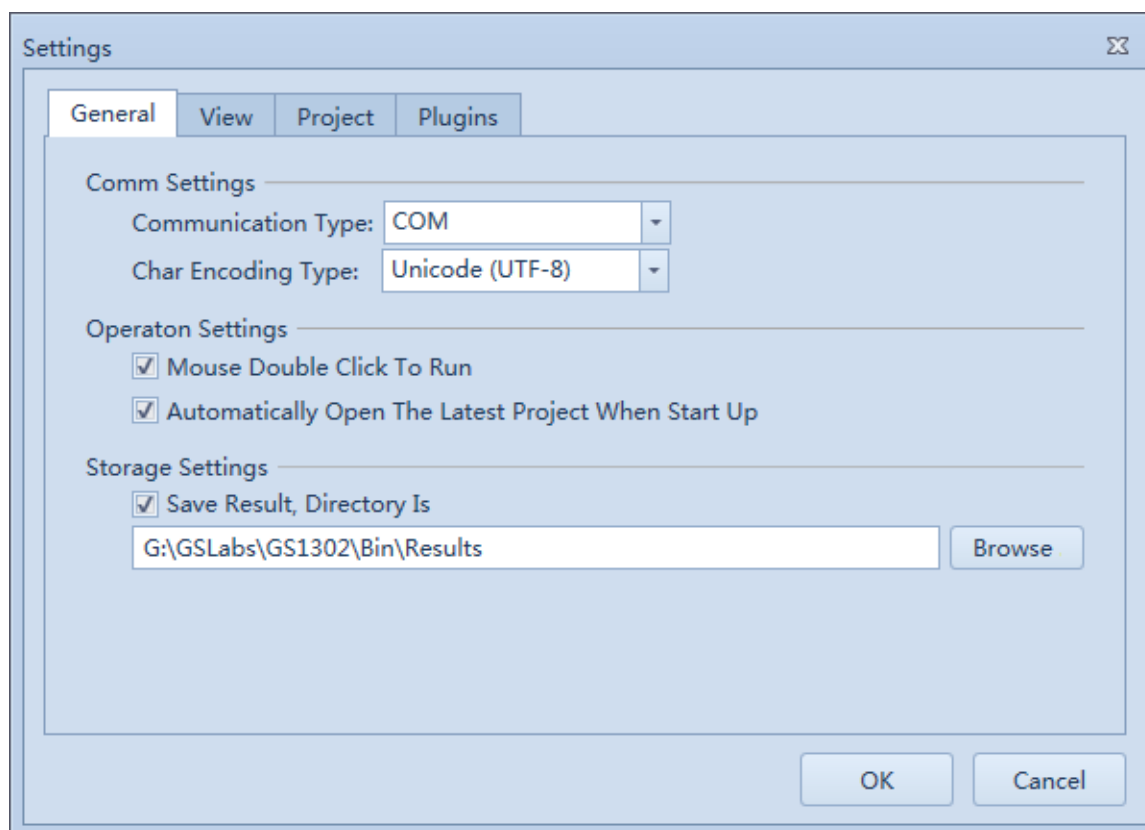 Settings
General View Project Plugins
Comm Settings
Communication Type: COM
Char Encoding Type: Unicode (UTF-8)
Operaton Settings
Mouse Double Click To Run
Automatically Open The Latest Project When Start Up
Storage Settings
Save Result, Directory Is
G:\GSLabs\GS1302\Bin\Results Browse
OK Cancel